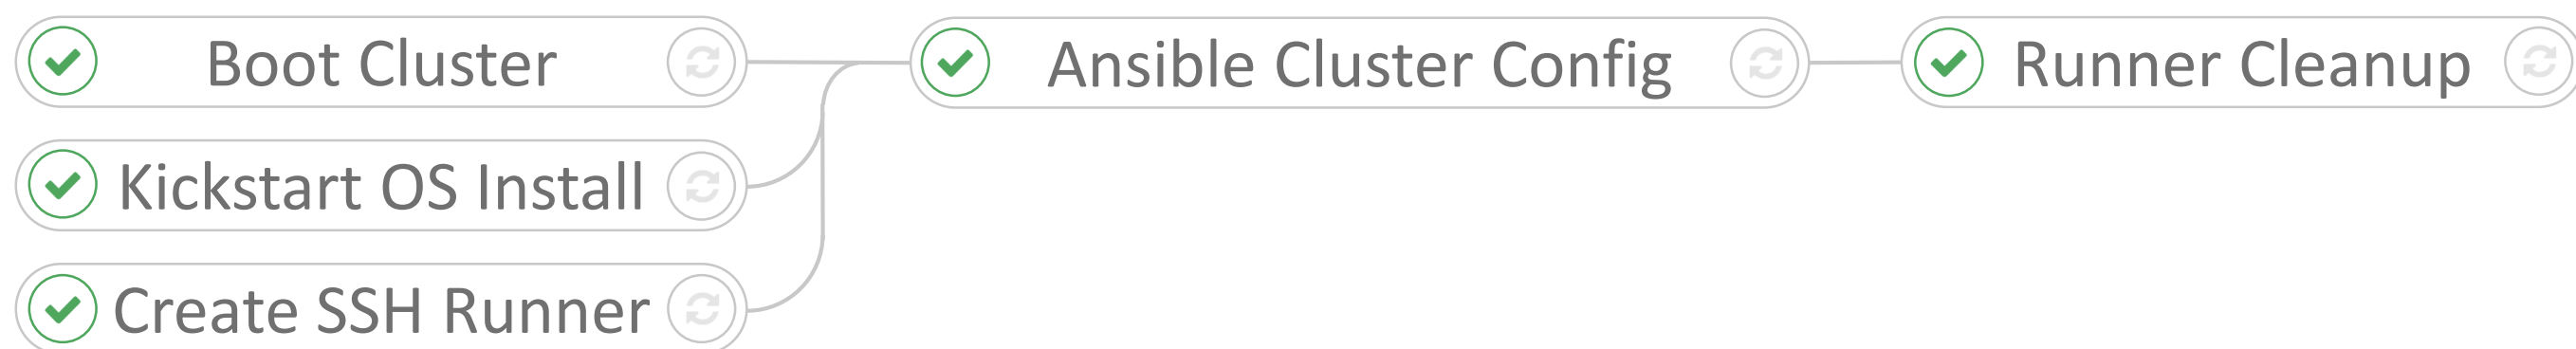 Boot Cluster
Ansible Cluster Config
Runner Cleanup
Kickstart OS Install
Create SSH Runner